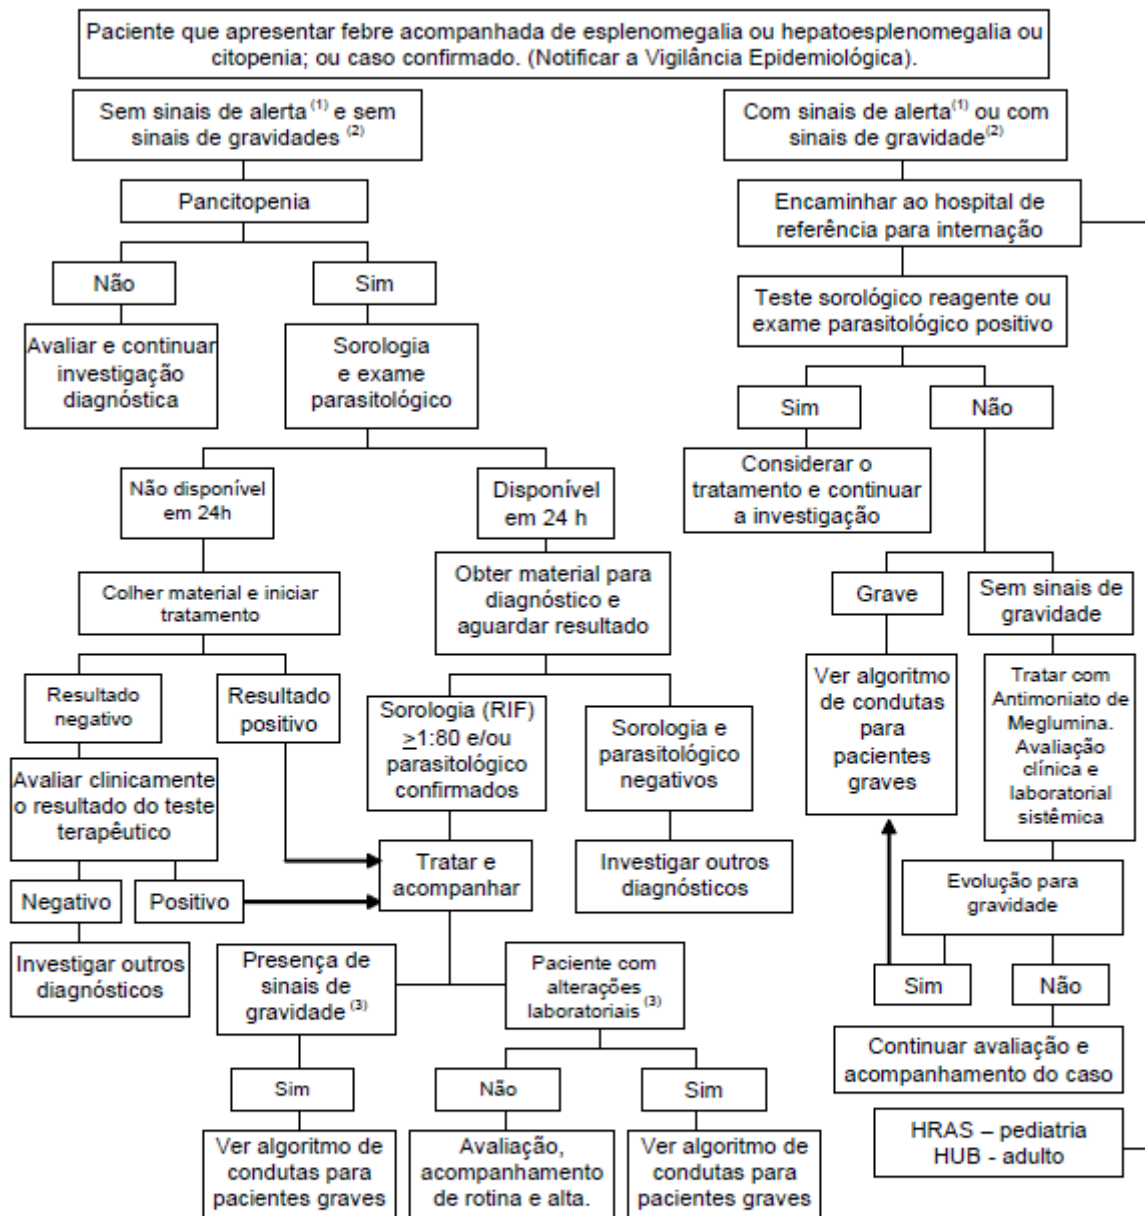 Paciente que apresentar febre acompanhada de esplenomegalia ou hepatoesplenomegalia ou
citopenia; ou caso confirmado. (Notificar a Vigilância Epidemiológica).
Sem sinais de alerta (1) e sem
sinais de gravidades (2)
Pancitopenia
Não
Sim
Avaliar e continuar
investigação
diagnóstica
Sorologia
e exame
parasitológico
Não disponível
em 24h
Disponível
em 24 h
Colher material e iniciar
tratamento
Obter material para
diagnóstico e
aguardar resultado
Resultado
negativo
Resultado
positivo
Sorologia (RIF)
≥1:80 e/ou
parasitológico
confirmados
Sorologia e
parasitológico
negativos
Avaliar clinicamente
o resultado do teste
terapêutico
Tratar e
acompanhar
Investigar outros
diagnósticos
Negativo
Positivo
Investigar outros
diagnósticos
Presença de
sinais de
gravidade (3)
Paciente com
alterações
laboratoriais (3)
Sim
Não
Sim
Ver algoritmo de
condutas para
pacientes graves
Avaliação,
acompanhamento
de rotina e alta.
Ver algoritmo de
condutas para
pacientes graves
Com sinais de alerta(1) ou com
sinais de gravidade(2)
Encaminhar ao hospital de
referência para internação
Teste sorológico reagente ou
exame parasitológico positivo
Sim
Não
Considerar o
tratamento e continuar
a investigação
Grave
Sem sinais de
gravidade
Ver algoritmo
de condutas
para
pacientes
graves
Tratar com
Antimoniato de
Meglumina.
Avaliação
clínica e
laboratorial
sistêmica
Evolução para
gravidade
Sim
Não
Continuar avaliação e
acompanhamento do caso
HRAS – pediatria
HUB - adulto